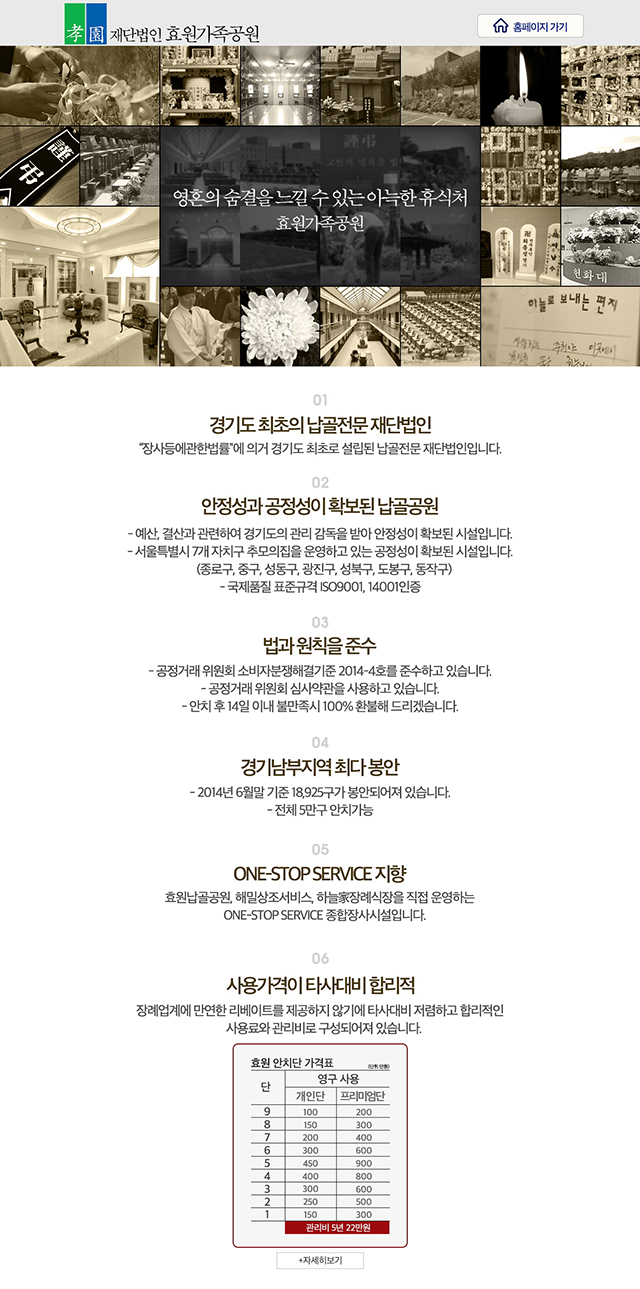 孝園 재단법인 효원가족공원
홈페이지 가기
謹弔
謹弔
영혼의 숨결을 느낄 수 있는 아늑한 휴식처
효원가족공원
천화대
하늘로 보내는 편지
01
경기도 최초의 납골전문 재단법인
"장사등에관한법률"에 의거 경기도 최초로 설립된 납골전문 재단법인입니다.
02
안정성과 공정성이 확보된 납골공원
- 예산, 결산과 관련하여 경기도의 관리 감독을 받아 안정성이 확보된 시설입니다.
- 서울특별시 7개 자치구 추모의집을 운영하고 있는 공정성이 확보된 시설입니다.
(종로구, 중구, 성동구, 광진구, 성북구, 도봉구, 동작구)
- 국제품질 표준규격 ISO9001, 14001인증
03
법과 원칙을 준수
- 공정거래 위원회 소비자분쟁해결기준 2014-4호를 준수하고 있습니다.
- 공정거래 위원회 심사약관을 사용하고 있습니다.
- 안치 후 14일 이내 불만족시 100% 환불해 드리겠습니다.
04
경기남부지역 최다 봉안
- 2014년 6월말 기준 18,925구가 봉안되어져 있습니다.
- 전체 5만구 안치가능
05
ONE-STOP SERVICE 지향
효원납골공원, 해밀상조서비스, 하늘家장례식장을 직접 운영하는
ONE-STOP SERVICE 종합장사시설입니다.
06
사용가격이 타사대비 합리적
장례업계에 만연한 리베이트를 제공하지 않기에 타사대비 저렴하고 합리적인
사용료와 관리비로 구성되어져 있습니다.
효원 안치단 가격표 (단위:만원)
단 영구 사용
개인단 프리미엄단
9 100 200
8 150 300
7 200 400
6 300 600
5 450 900
4 400 800
3 300 600
2 250 500
1 150 300
관리비 5년 22만원
+자세히보기